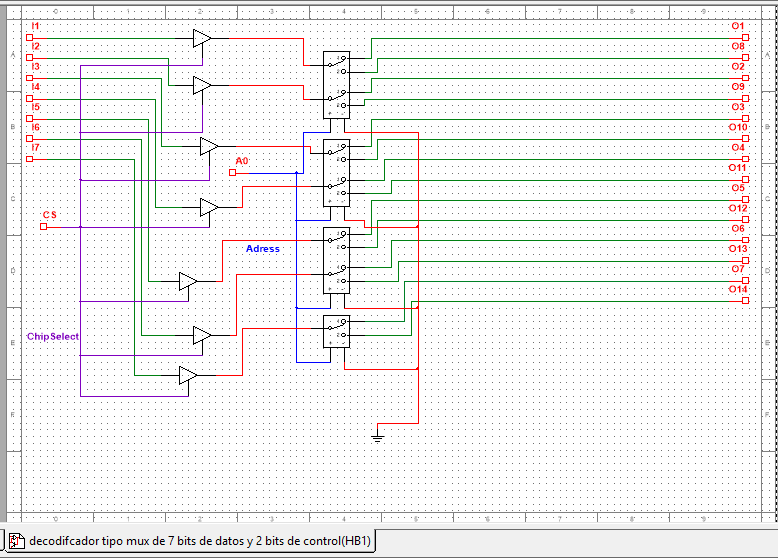 I1
I2
I3
I4
I5
I6
I7
CS
A0
Adress
ChipSelect
O1
O8
O2
O9
O3
O10
O4
O11
O5
O12
O6
O13
O7
O14
decodifcador tipo mux de 7 bits de datos y 2 bits de control(HB1)